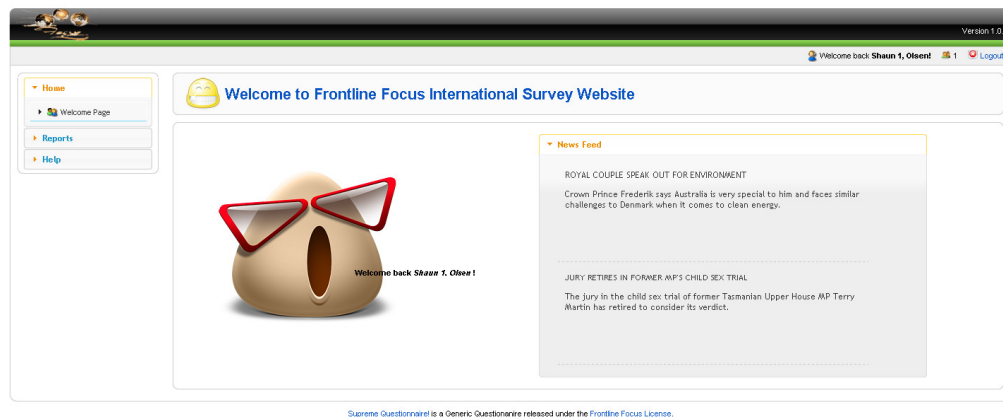 Version 1.0.
Welcome back Shaun 1, Olsen! 1 Logout
Home
Welcome Page
Reports
Help
Welcome to Frontline Focus International Survey Website
Welcome back Shaun 1. Olsen !
News Feed
ROYAL COUPLE SPEAK OUT FOR ENVIRONMENT
Crown Prince Frederik says Australia is very special to him and faces similar
challenges to Denmark when it comes to clean energy.
JURY RETIRES IN FORMER MP'S CHILD SEX TRIAL
The jury in the child sex trial of former Tasmanian Upper House MP Terry
Martin has retired to consider its verdict.
Supreme Questionnaire! is a Generic Questionanire released under the Frontline Focus License.